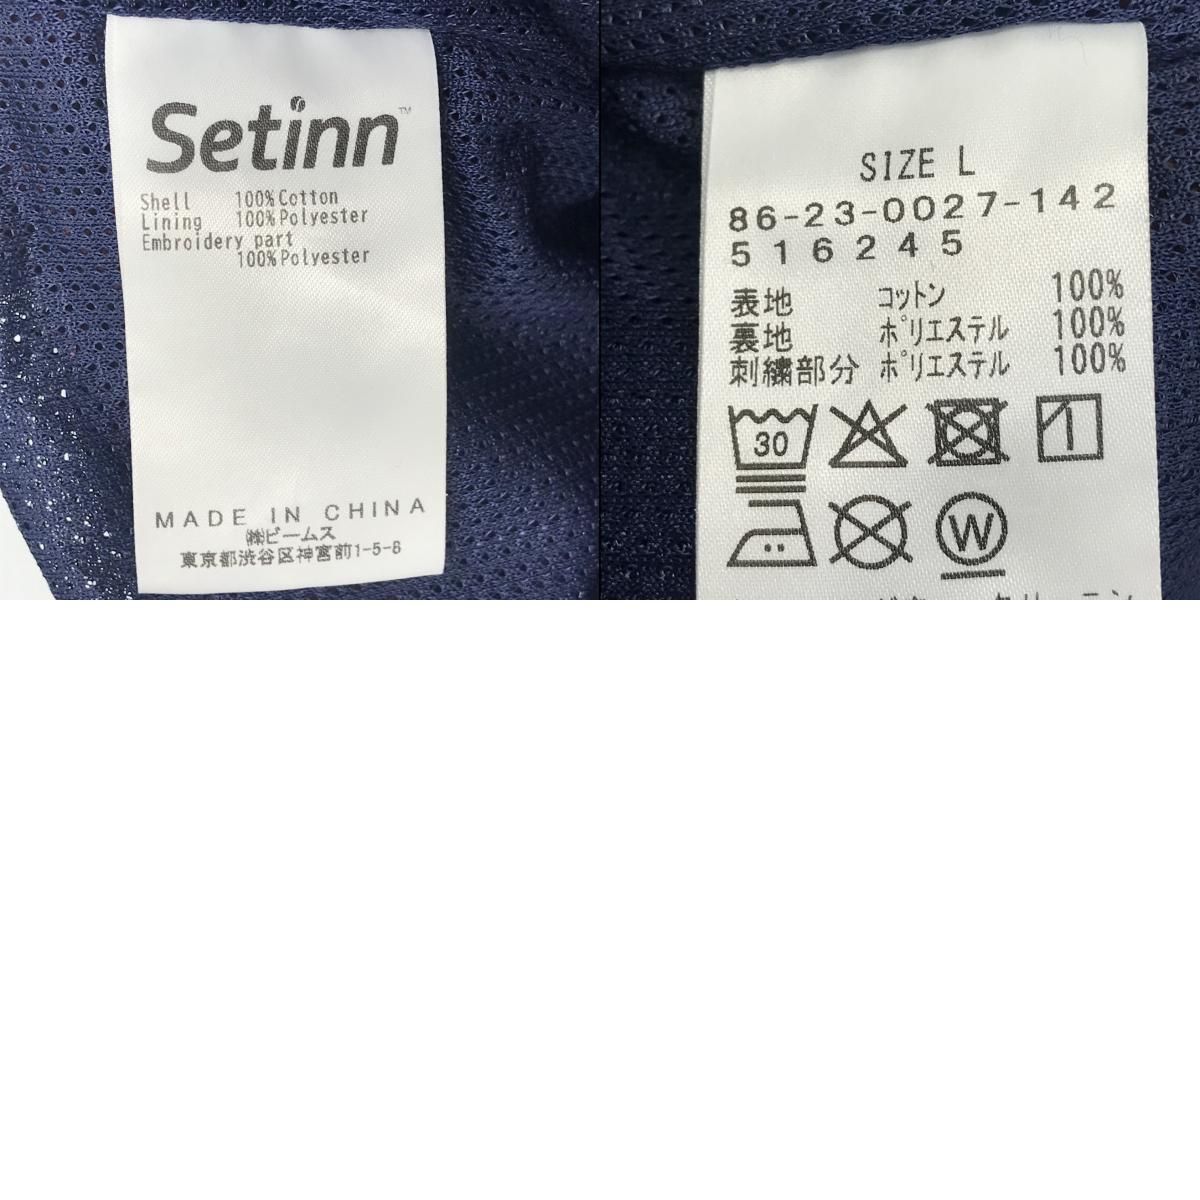 Setinn™
Shell 100%Cotton
Lining 100%Polyester
Embroidery part
100%Polyester
MADE IN CHINA
㈱ビームス
東京都渋谷区神宮前1-5-8
SIZE L
86-23-0027-142
516245
表地 コットン 100%
裏地 ポリエステル 100%
刺繍部分 ポリエステル 100%
30
W